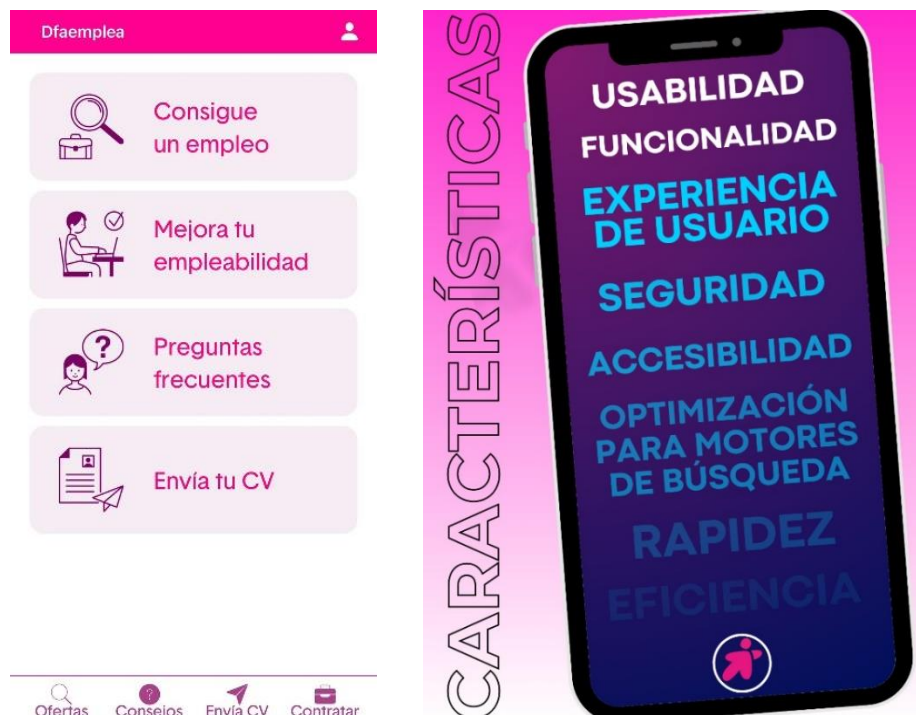 Dfaemplea
Consigue
un empleo
Mejora tu
empleabilidad
?
Preguntas
frecuentes
Envía tu CV
?
Ofertas Consejos Envía CV Contratar
CARACTERÍSTICAS
USABILIDAD
FUNCIONALIDAD
EXPERIENCIA
DE USUARIO
SEGURIDAD
ACCESIBILIDAD
OPTIMIZACIÓN
PARA MOTORES
DE BÚSQUEDA
RAPIDEZ
EFICIENCIA